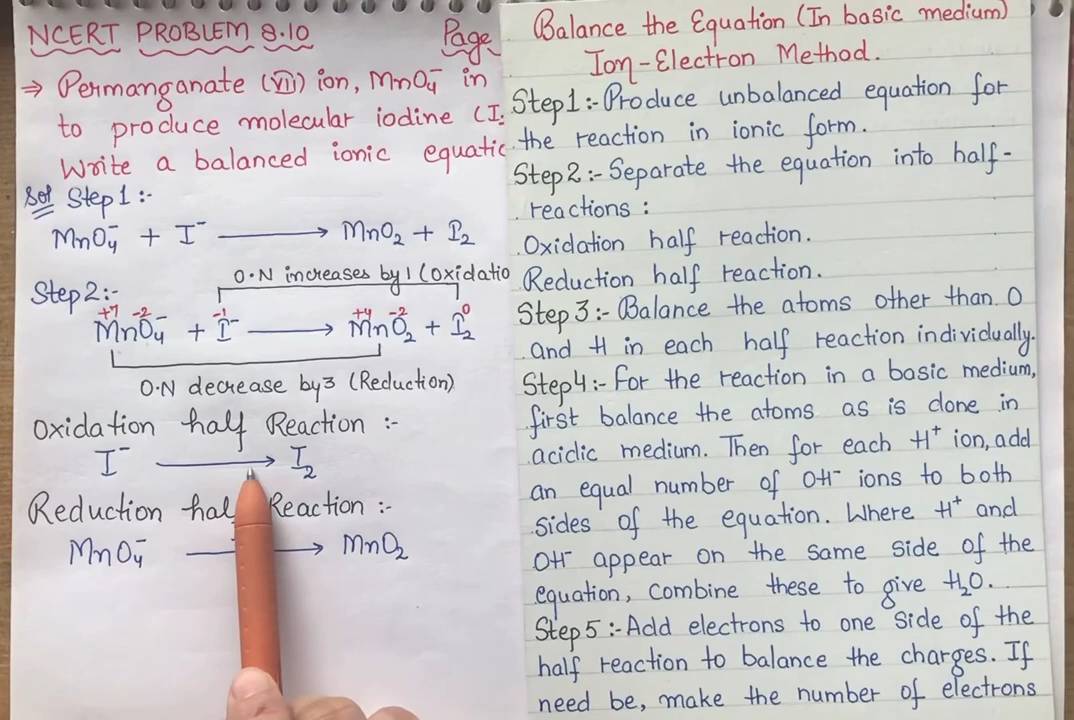 NCERT PROBLEM 8.10 Page
⇒ Permanganate (VII) ion, MnO₄⁻ in
to produce molecular iodine (I
Write a balanced ionic equatio
Sol Step 1 :-
MnO₄⁻ + I⁻ ⟶ MnO₂ + I₂
O.N increases by 1 (Oxidatio
Step 2 :-
+7 -2 -1 +4 -2 0
MnO₄⁻ + I⁻ ⟶ MnO₂ + I₂
O.N decrease by 3 (Reduction)
Oxidation half Reaction :-
I⁻ ⟶ I₂
Reduction hal Reaction :-
MnO₄⁻ ⟶ MnO₂
Balance the Equation (In basic medium)
Ion-Electron Method.
Step 1 :- Produce unbalanced equation for
the reaction in ionic form.
Step 2 :- Separate the equation into half-
reactions :
Oxidation half reaction.
Reduction half reaction.
Step 3 :- Balance the atoms other than O
and H in each half reaction individually.
Step 4 :- For the reaction in a basic medium,
first balance the atoms as is done in
acidic medium. Then for each H⁺ ion, add
an equal number of OH⁻ ions to both
sides of the equation. Where H⁺ and
OH⁻ appear on the same side of the
equation, combine these to give H₂O.
Step 5 :- Add electrons to one side of the
half reaction to balance the charges. If
need be, make the number of electrons